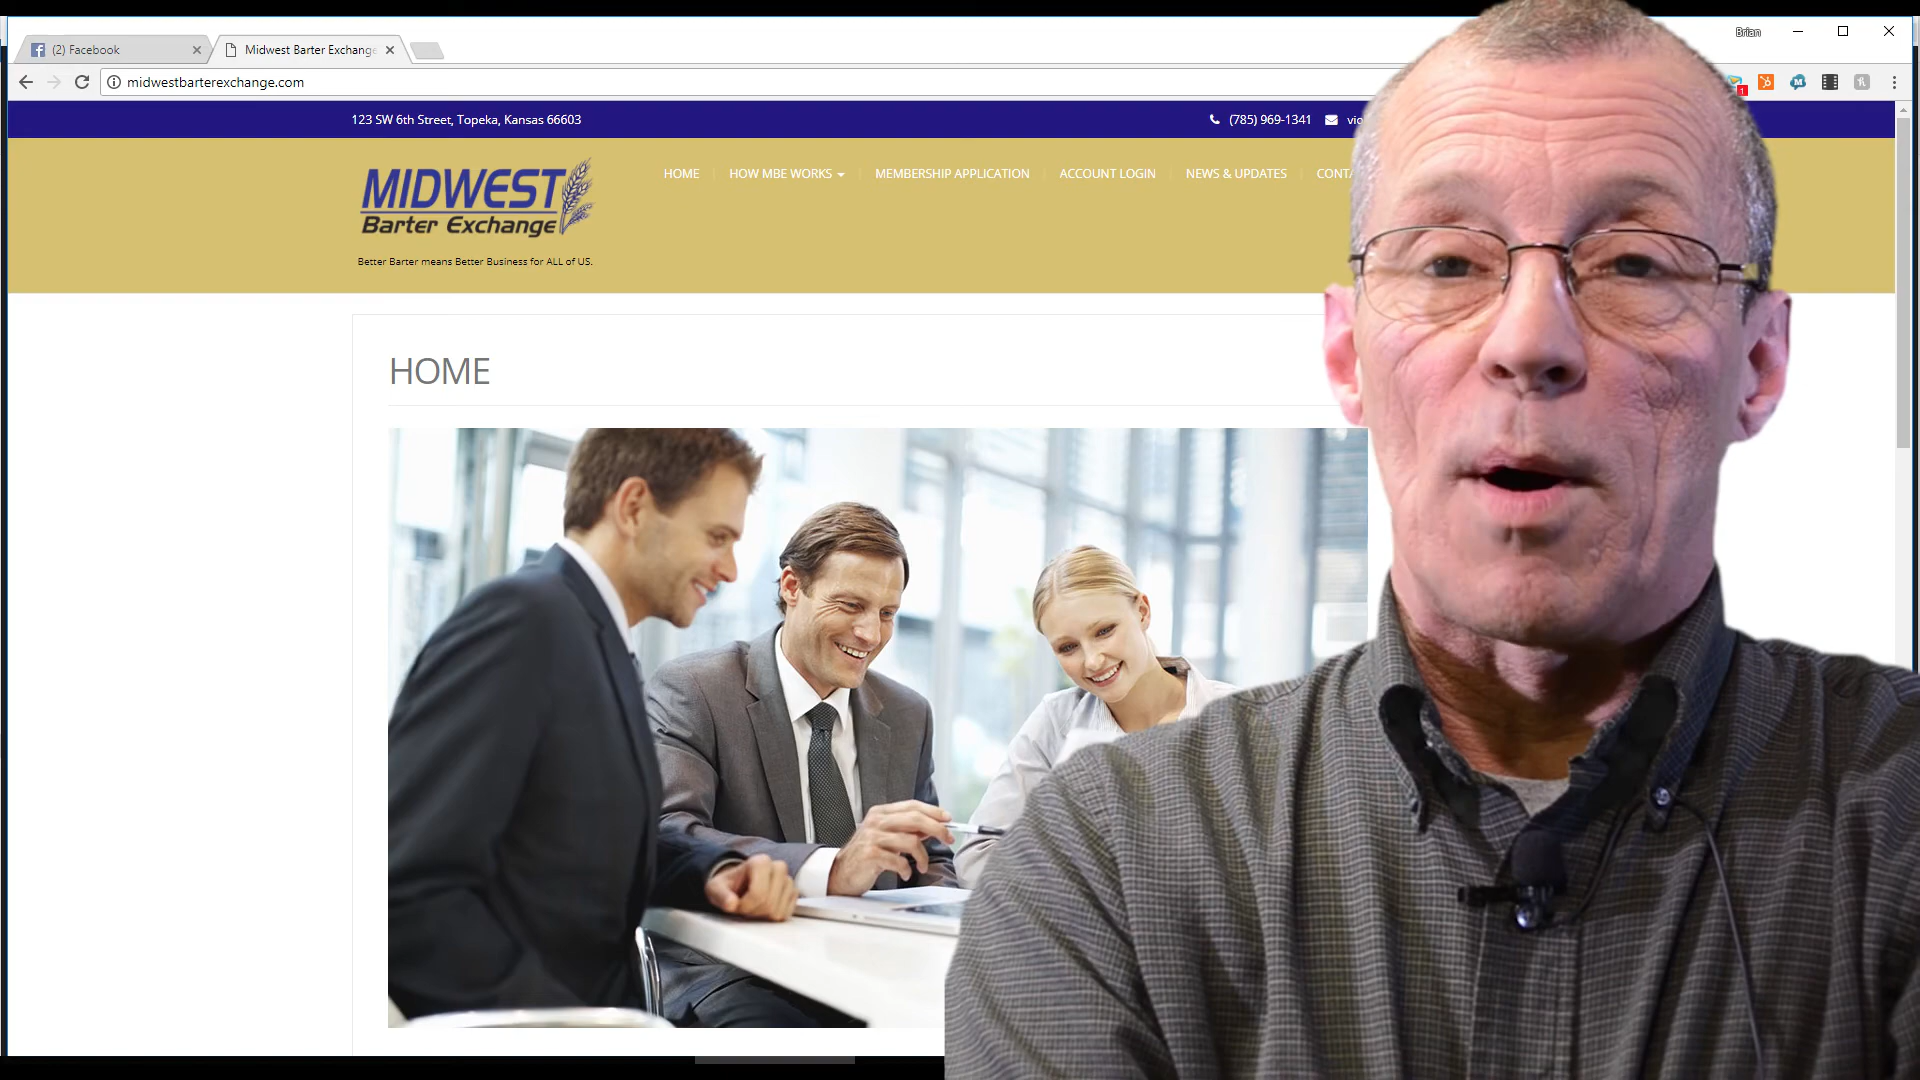 (2) Facebook
Midwest Barter Exchange
Brian
midwestbarterexchange.com
1
123 SW 6th Street, Topeka, Kansas 66603
(785) 969-1341
MIDWEST
Barter Exchange
Better Barter means Better Business for ALL of US.
HOME
HOW MBE WORKS
MEMBERSHIP APPLICATION
ACCOUNT LOGIN
NEWS & UPDATES
HOME